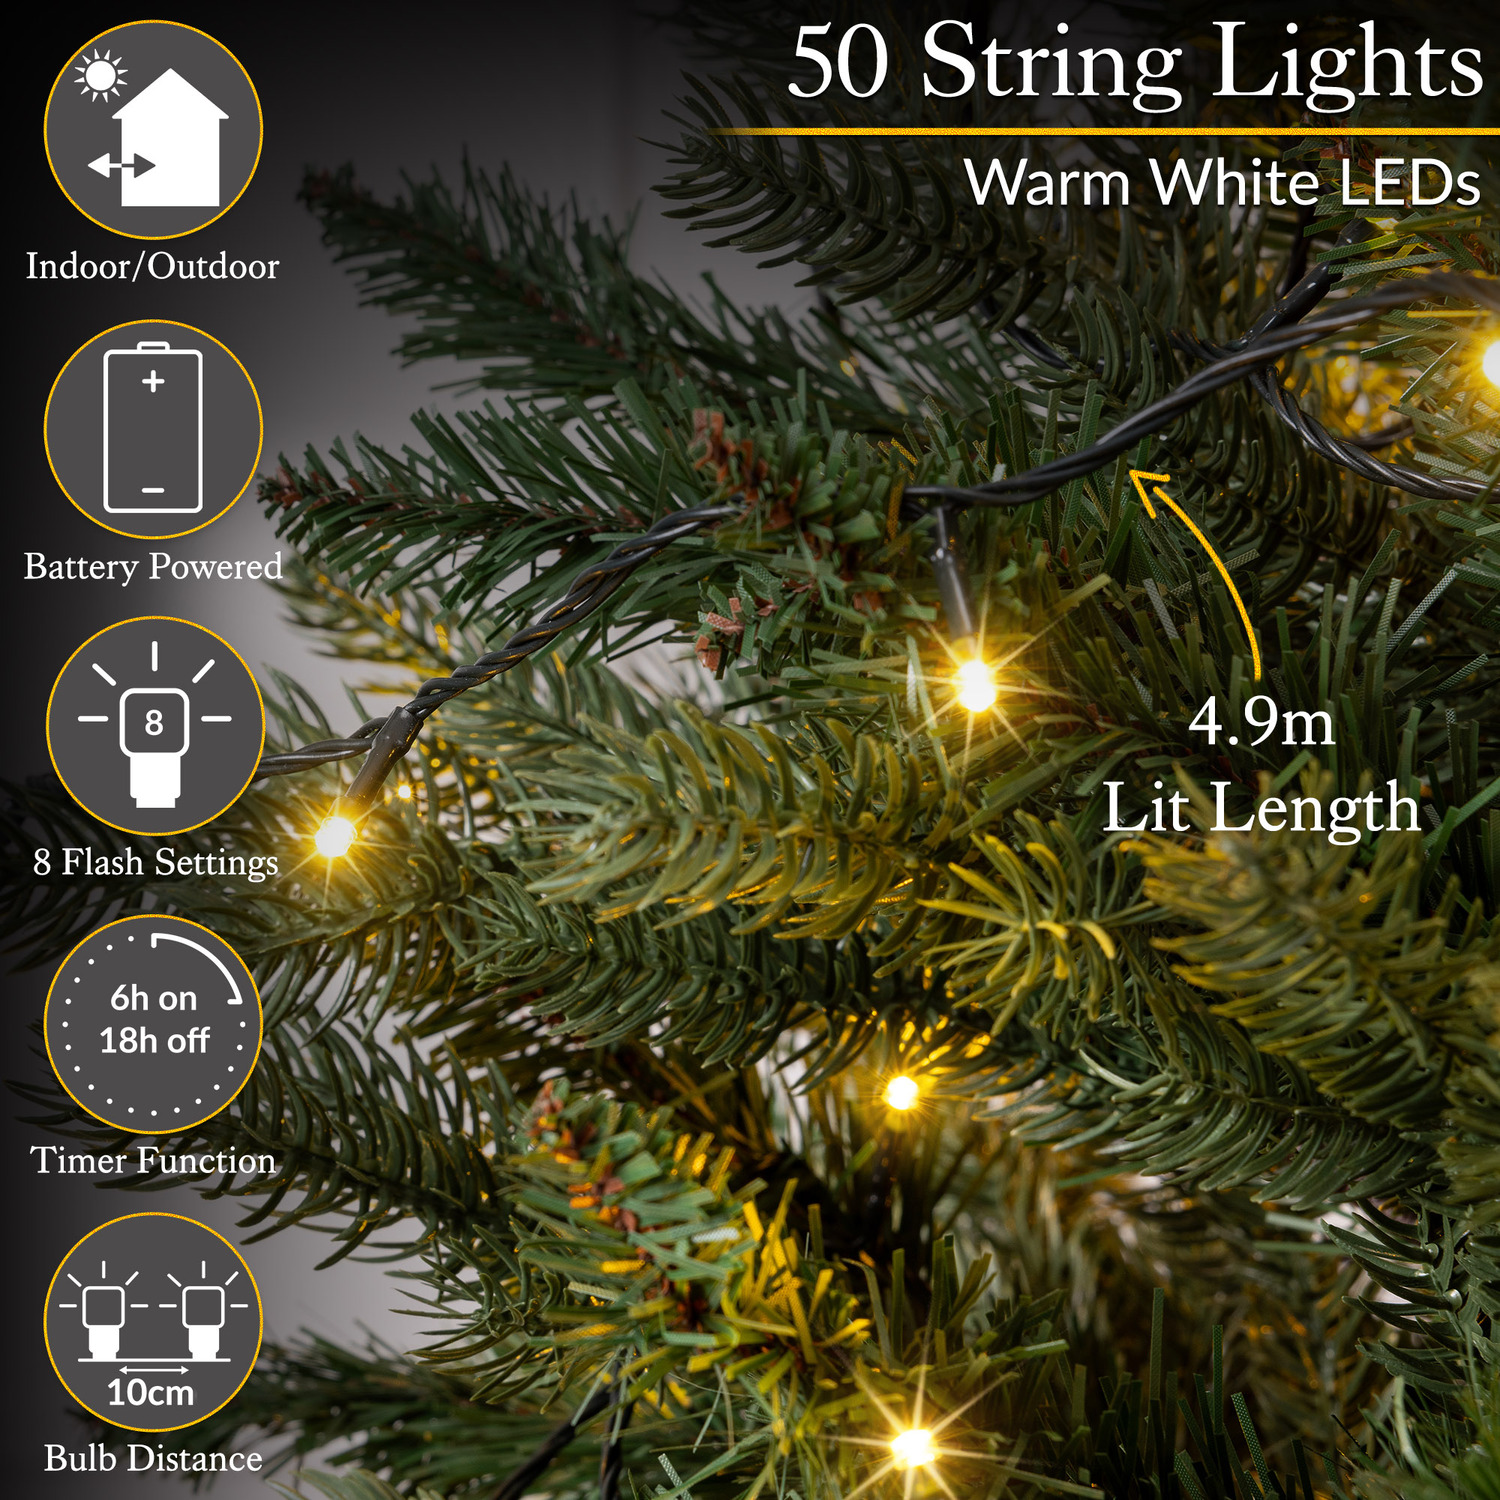 50 String Lights
Warm White LEDs
Indoor/Outdoor
+
-
Battery Powered
8
8 Flash Settings
6h on
18h off
Timer Function
10cm
Bulb Distance
4.9m
Lit Length